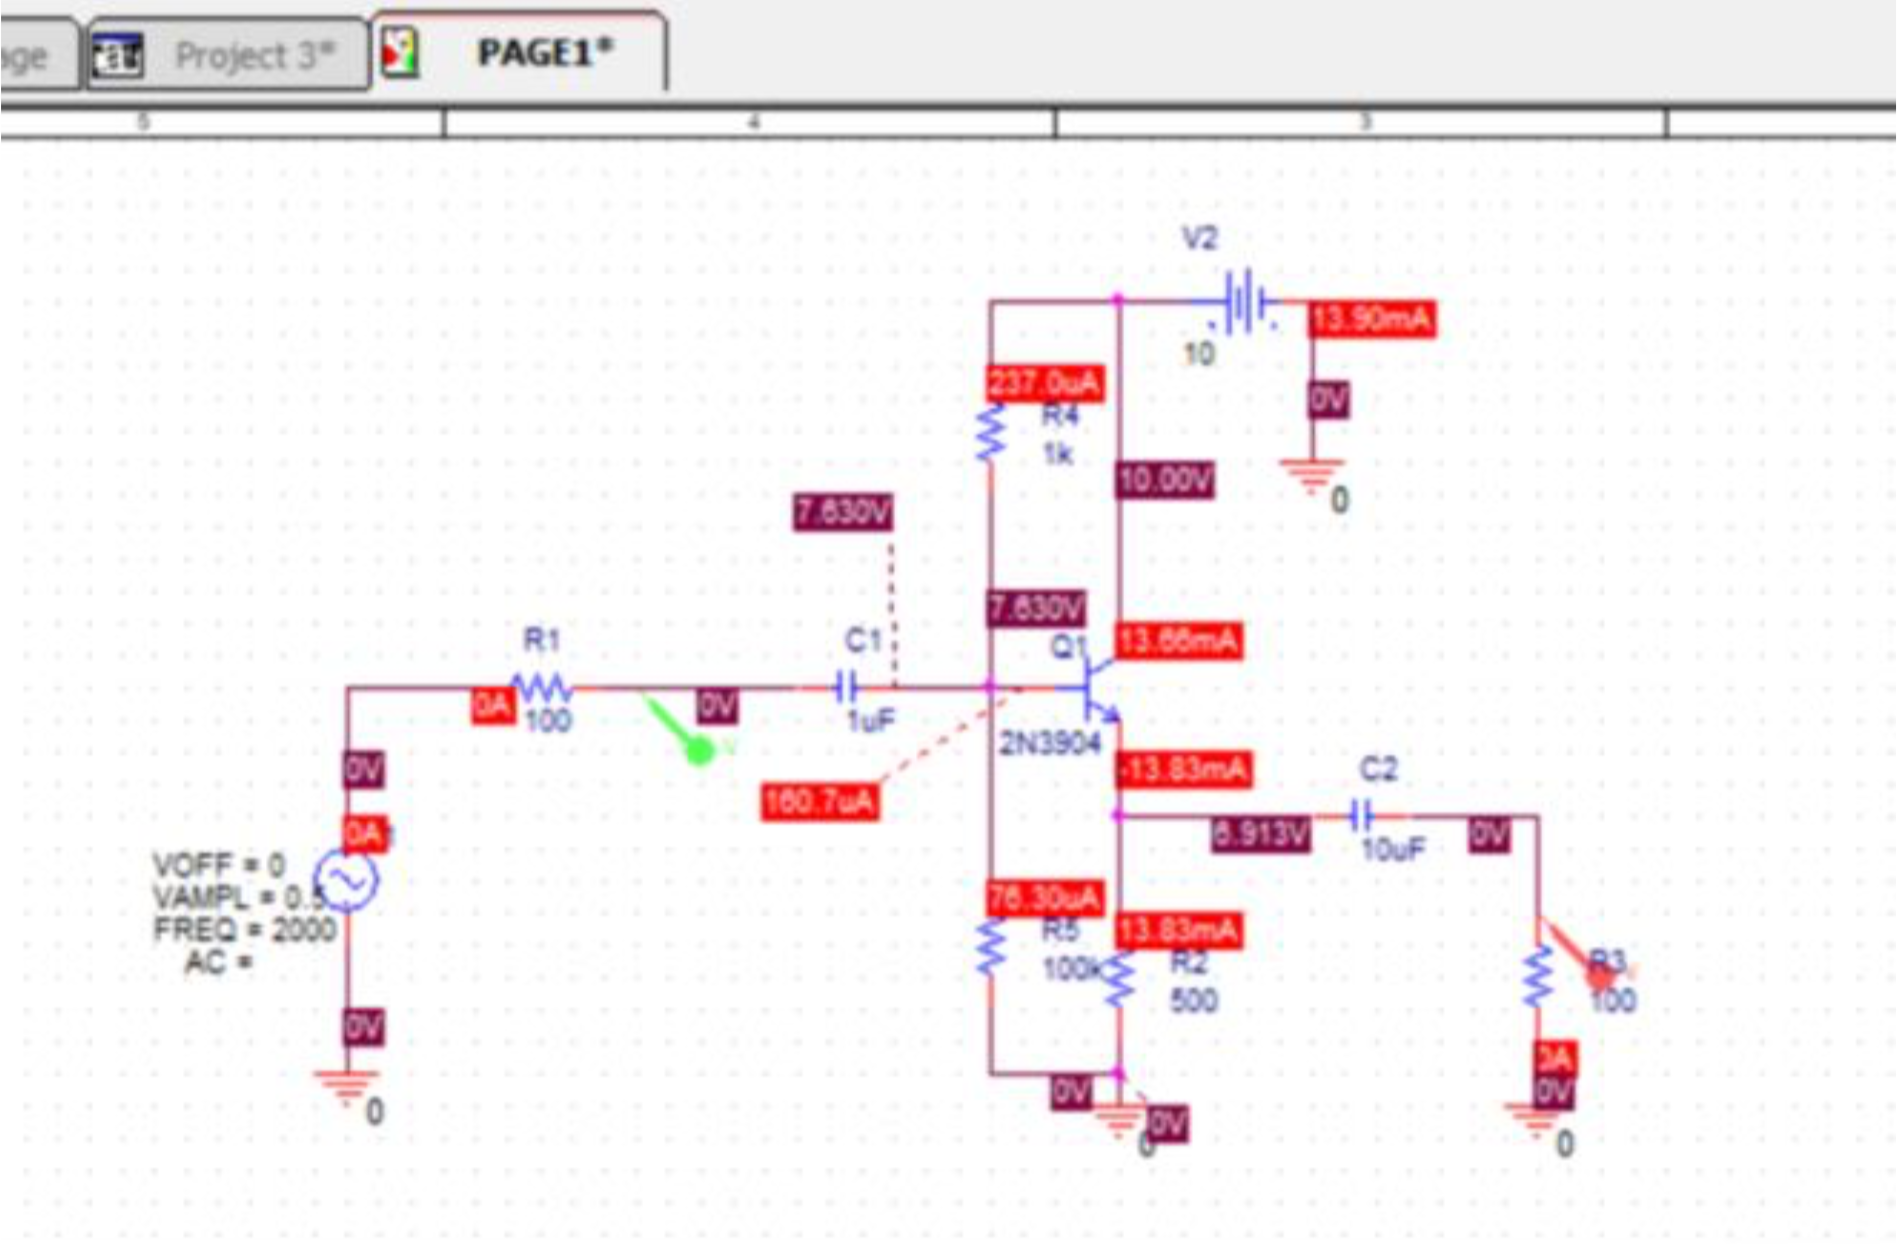 age
Project 3*
PAGE1*
5
4
3
V2
13.90mA
10
237.0uA
R4
1k
0V
10.00V
0
7.630V
7.630V
R1
C1
Q1
13.66mA
0A
100
0V
1uF
2N3904
0V
160.7uA
-13.83mA
C2
6.913V
10uF
0V
0A
VOFF = 0
VAMPL = 0.5
FREQ = 2000
AC =
76.30uA
R5
100k
13.83mA
R2
500
R3
100
0V
0
0V
0V
0
0V
0